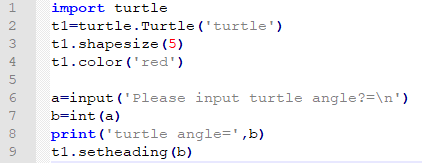 1 import turtle
2 t1=turtle.Turtle('turtle')
3 t1.shapesize(5)
4 t1.color('red')
5
6 a=input('Please input turtle angle?=\n')
7 b=int(a)
8 print('turtle angle=',b)
9 t1.setheading(b)